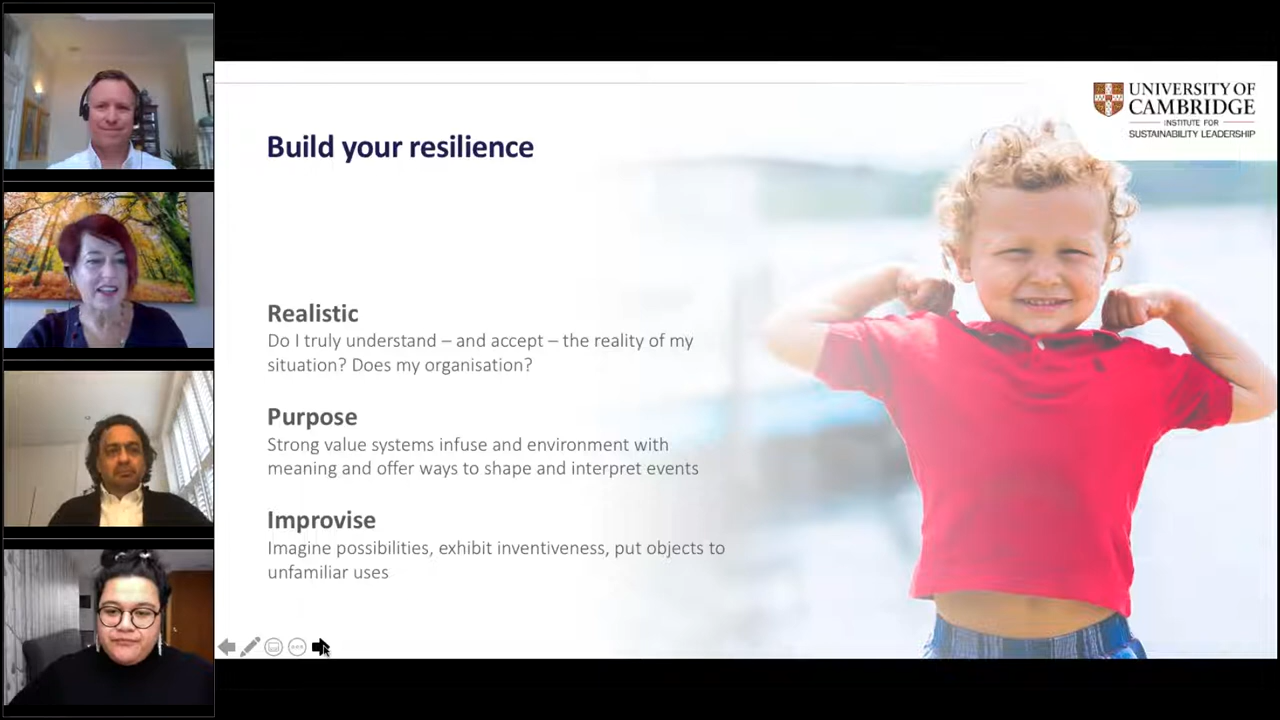 UNIVERSITY OF
CAMBRIDGE
INSTITUTE FOR
SUSTAINABILITY LEADERSHIP
Build your resilience
Realistic
Do I truly understand – and accept – the reality of my
situation? Does my organisation?
Purpose
Strong value systems infuse and environment with
meaning and offer ways to shape and interpret events
Improvise
Imagine possibilities, exhibit inventiveness, put objects to
unfamiliar uses